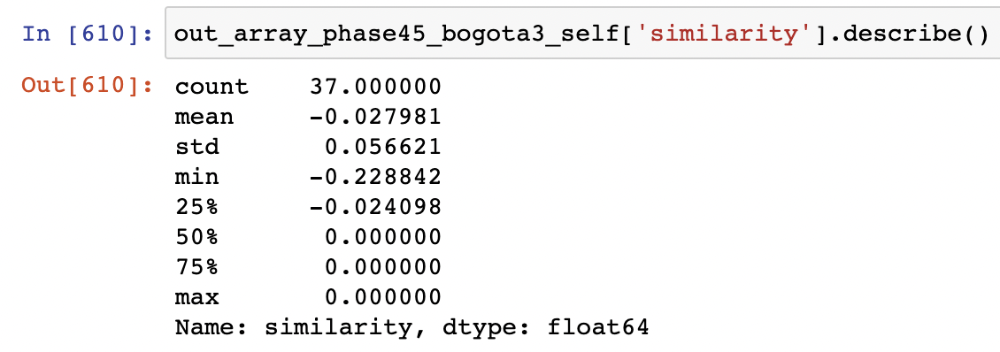 In [610]: out_array_phase45_bogota3_self['similarity'].describe()
Out[610]: count 37.000000
mean -0.027981
std 0.056621
min -0.228842
25% -0.024098
50% 0.000000
75% 0.000000
max 0.000000
Name: similarity, dtype: float64